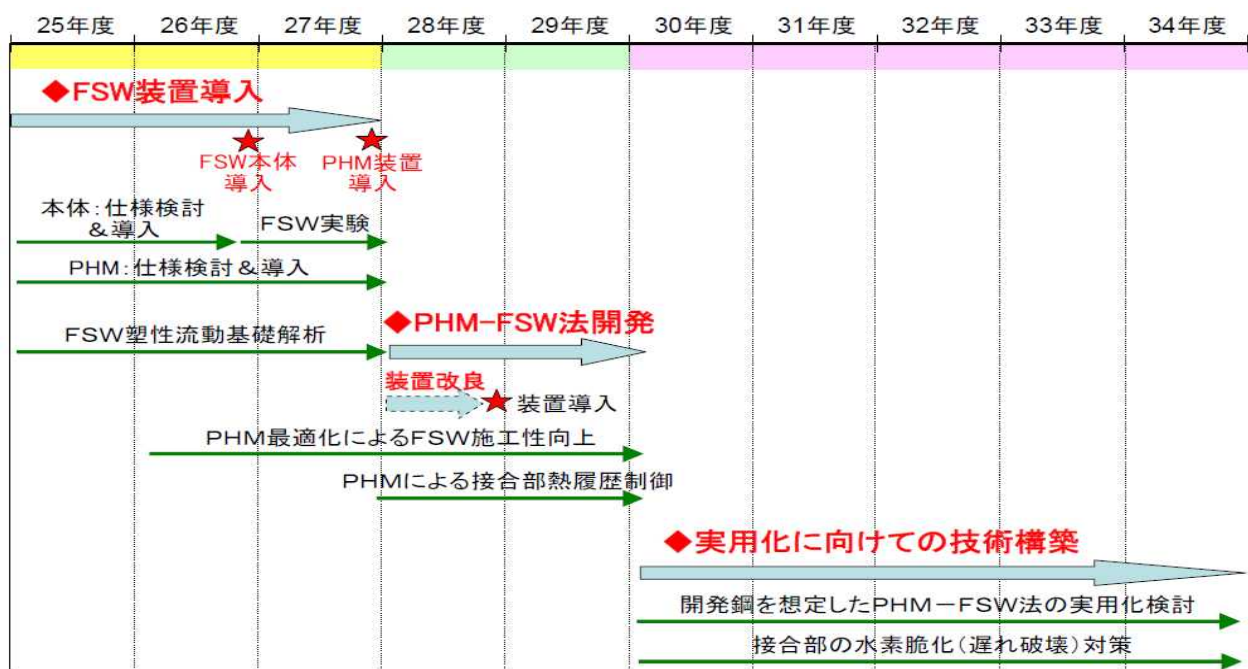 25年度 26年度 27年度 28年度 29年度 30年度 31年度 32年度 33年度 34年度
◆FSW装置導入
FSW本体
導入
PHM装置
導入
本体:仕様検討
&導入
FSW実験
PHM:仕様検討&導入
FSW塑性流動基礎解析
◆PHM-FSW法開発
装置改良
装置導入
PHM最適化によるFSW施工性向上
PHMによる接合部熱履歴制御
◆実用化に向けての技術構築
開発鋼を想定したPHM-FSW法の実用化検討
接合部の水素脆化(遅れ破壊)対策